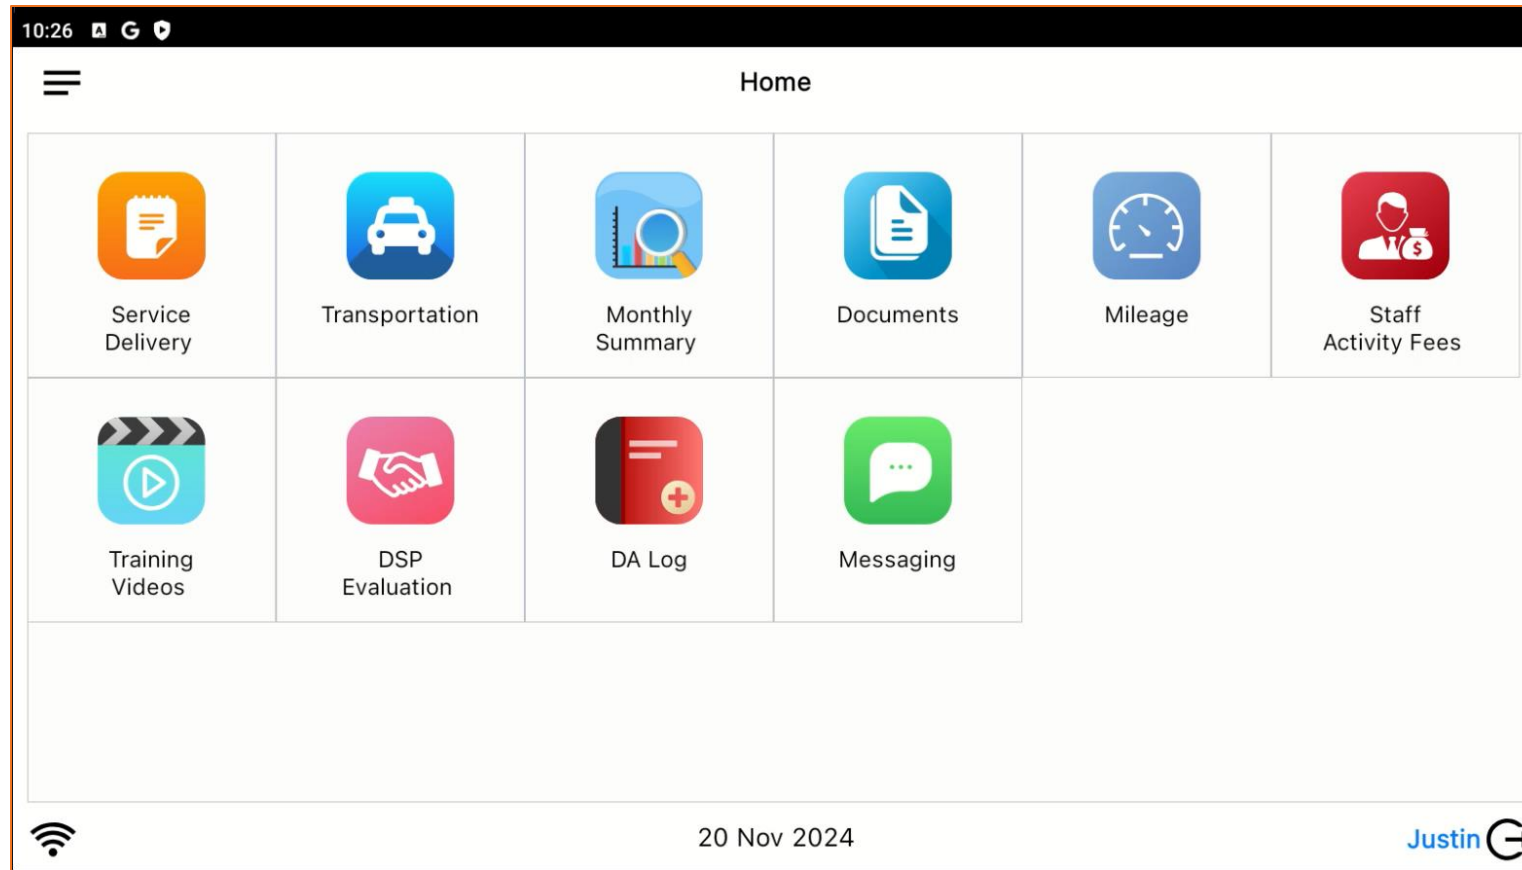 10:26
Home
Service
Delivery
Transportation
Monthly
Summary
Documents
Mileage
Staff
Activity Fees
Training
Videos
DSP
Evaluation
DA Log
Messaging
20 Nov 2024
Justin